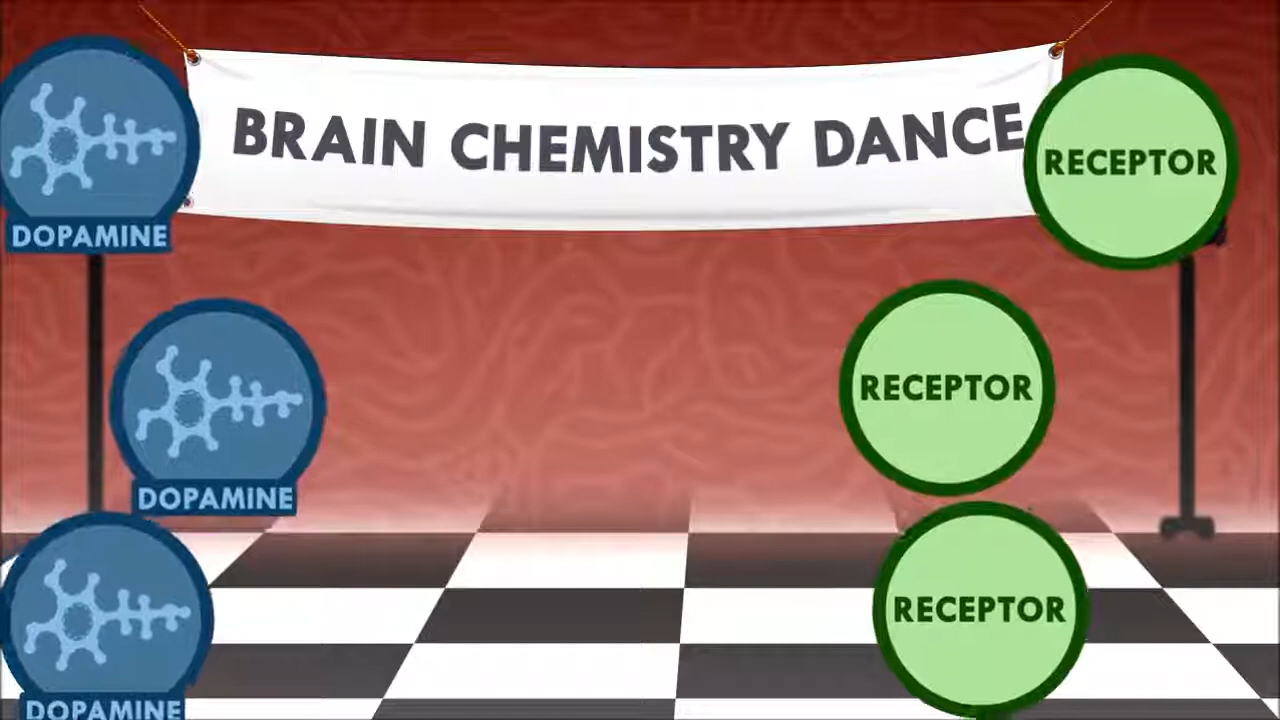 BRAIN CHEMISTRY DANCE
RECEPTOR
DOPAMINE
RECEPTOR
DOPAMINE
RECEPTOR
DOPAMINE